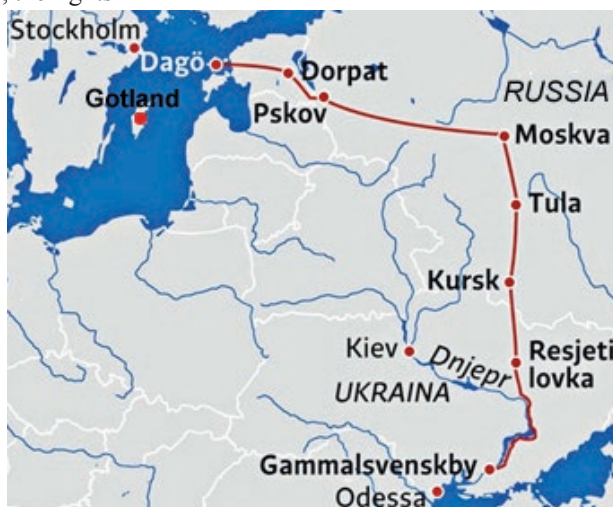 Stockholm
Dagö
Dorpat
RUSSIA
Gotland
Pskov
Moskva
Tula
Kursk
Kiev
Dnjepr
Resjeti
lovka
UKRAINA
Gammalsvenskby
Odessa